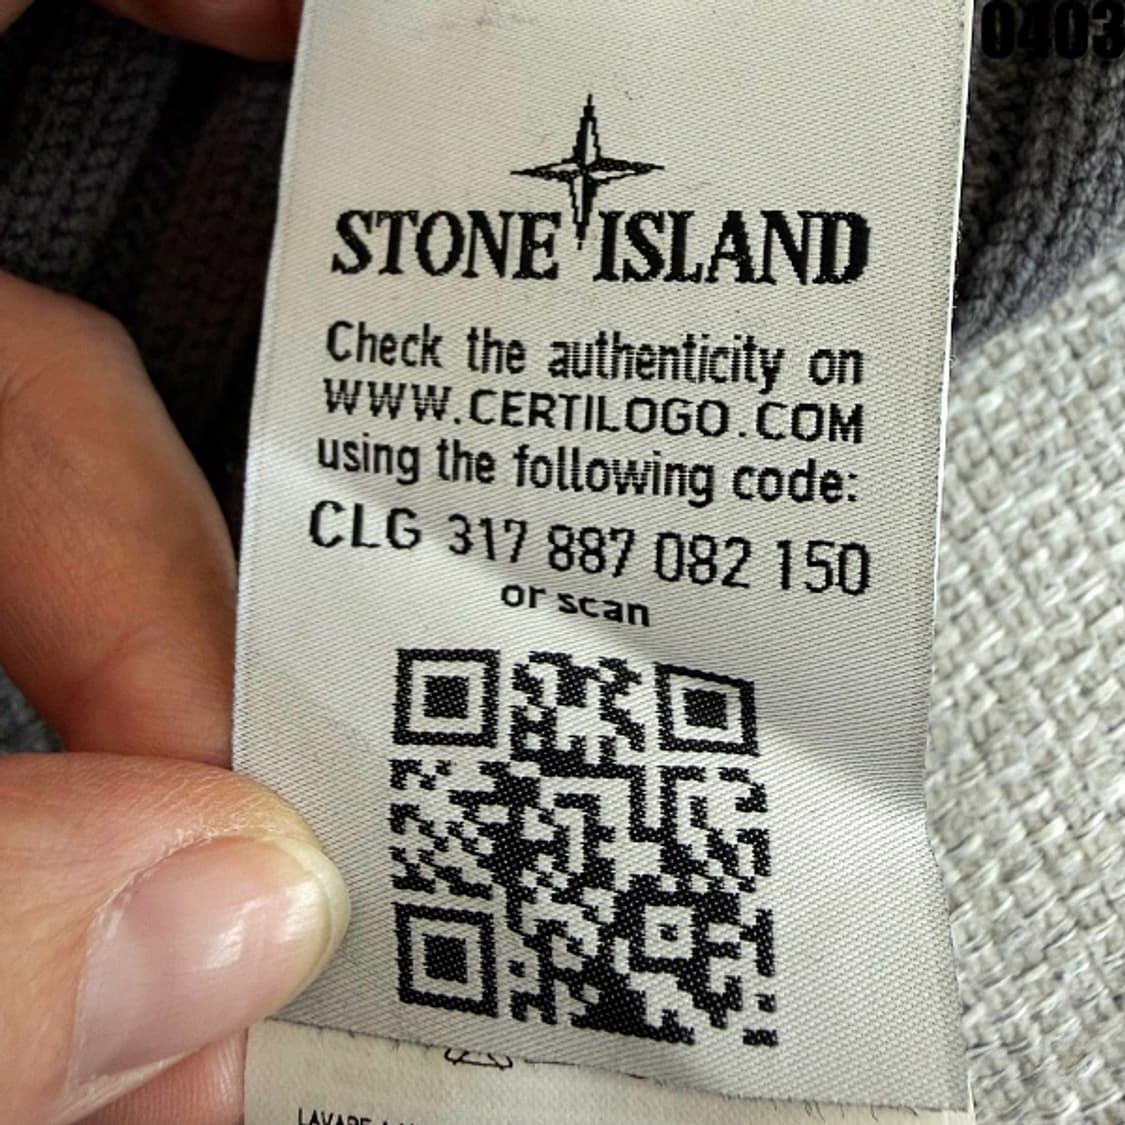 0403
STONE ISLAND
Check the authenticity on
WWW.CERTILOGO.COM
using the following code:
CLG 317 887 082 150
or scan
LAVARE